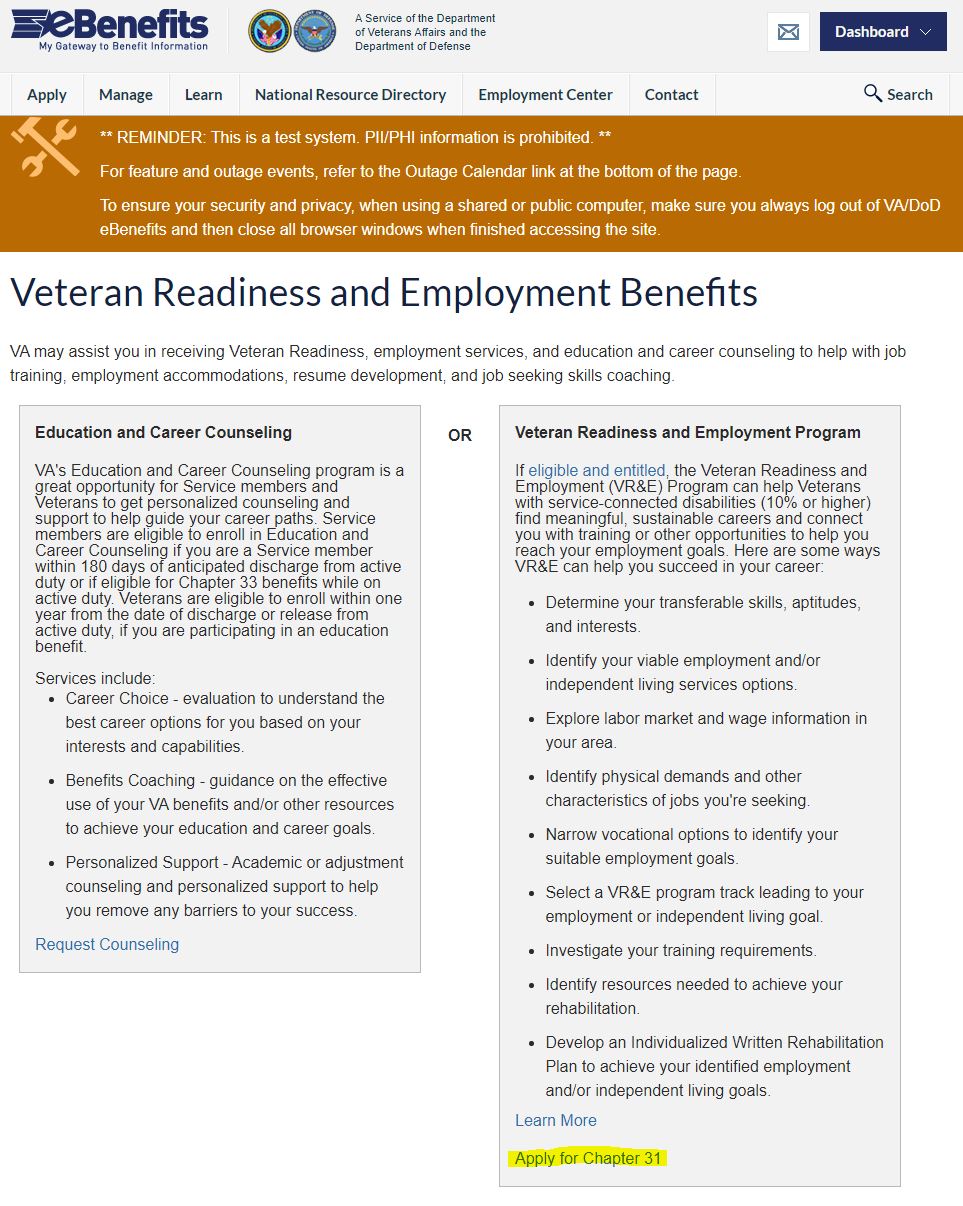 eBenefits
My Gateway to Benefit Information
A Service of the Department
of Veterans Affairs and the
Department of Defense
Dashboard
Apply
Manage
Learn
National Resource Directory
Employment Center
Contact
Search
** REMINDER: This is a test system. PII/PHI information is prohibited. **
For feature and outage events, refer to the Outage Calendar link at the bottom of the page.
To ensure your security and privacy, when using a shared or public computer, make sure you always log out of VA/DoD
eBenefits and then close all browser windows when finished accessing the site.
Veteran Readiness and Employment Benefits
VA may assist you in receiving Veteran Readiness, employment services, and education and career counseling to help with job
training, employment accommodations, resume development, and job seeking skills coaching.
Education and Career Counseling
VA's Education and Career Counseling program is a
great opportunity for Service members and
Veterans to get personalized counseling and
support to help guide your career paths. Service
members are eligible to enroll in Education and
Career Counseling if you are a Service member
within 180 days of anticipated discharge from active
duty or if eligible for Chapter 33 benefits while on
active duty. Veterans are eligible to enroll within one
year from the date of discharge or release from
active duty, if you are participating in an education
benefit.
Services include:
• Career Choice - evaluation to understand the
best career options for you based on your
interests and capabilities.
• Benefits Coaching - guidance on the effective
use of your VA benefits and/or other resources
to achieve your education and career goals.
• Personalized Support - Academic or adjustment
counseling and personalized support to help
you remove any barriers to your success.
Request Counseling
OR
Veteran Readiness and Employment Program
If eligible and entitled, the Veteran Readiness and
Employment (VR&E) Program can help Veterans
with service-connected disabilities (10% or higher)
find meaningful, sustainable careers and connect
you with training or other opportunities to help you
reach your employment goals. Here are some ways
VR&E can help you succeed in your career:
• Determine your transferable skills, aptitudes,
and interests.
• Identify your viable employment and/or
independent living services options.
• Explore labor market and wage information in
your area.
• Identify physical demands and other
characteristics of jobs you're seeking.
• Narrow vocational options to identify your
suitable employment goals.
• Select a VR&E program track leading to your
employment or independent living goal.
• Investigate your training requirements.
• Identify resources needed to achieve your
rehabilitation.
• Develop an Individualized Written Rehabilitation
Plan to achieve your identified employment
and/or independent living goals.
Learn More
Apply for Chapter 31